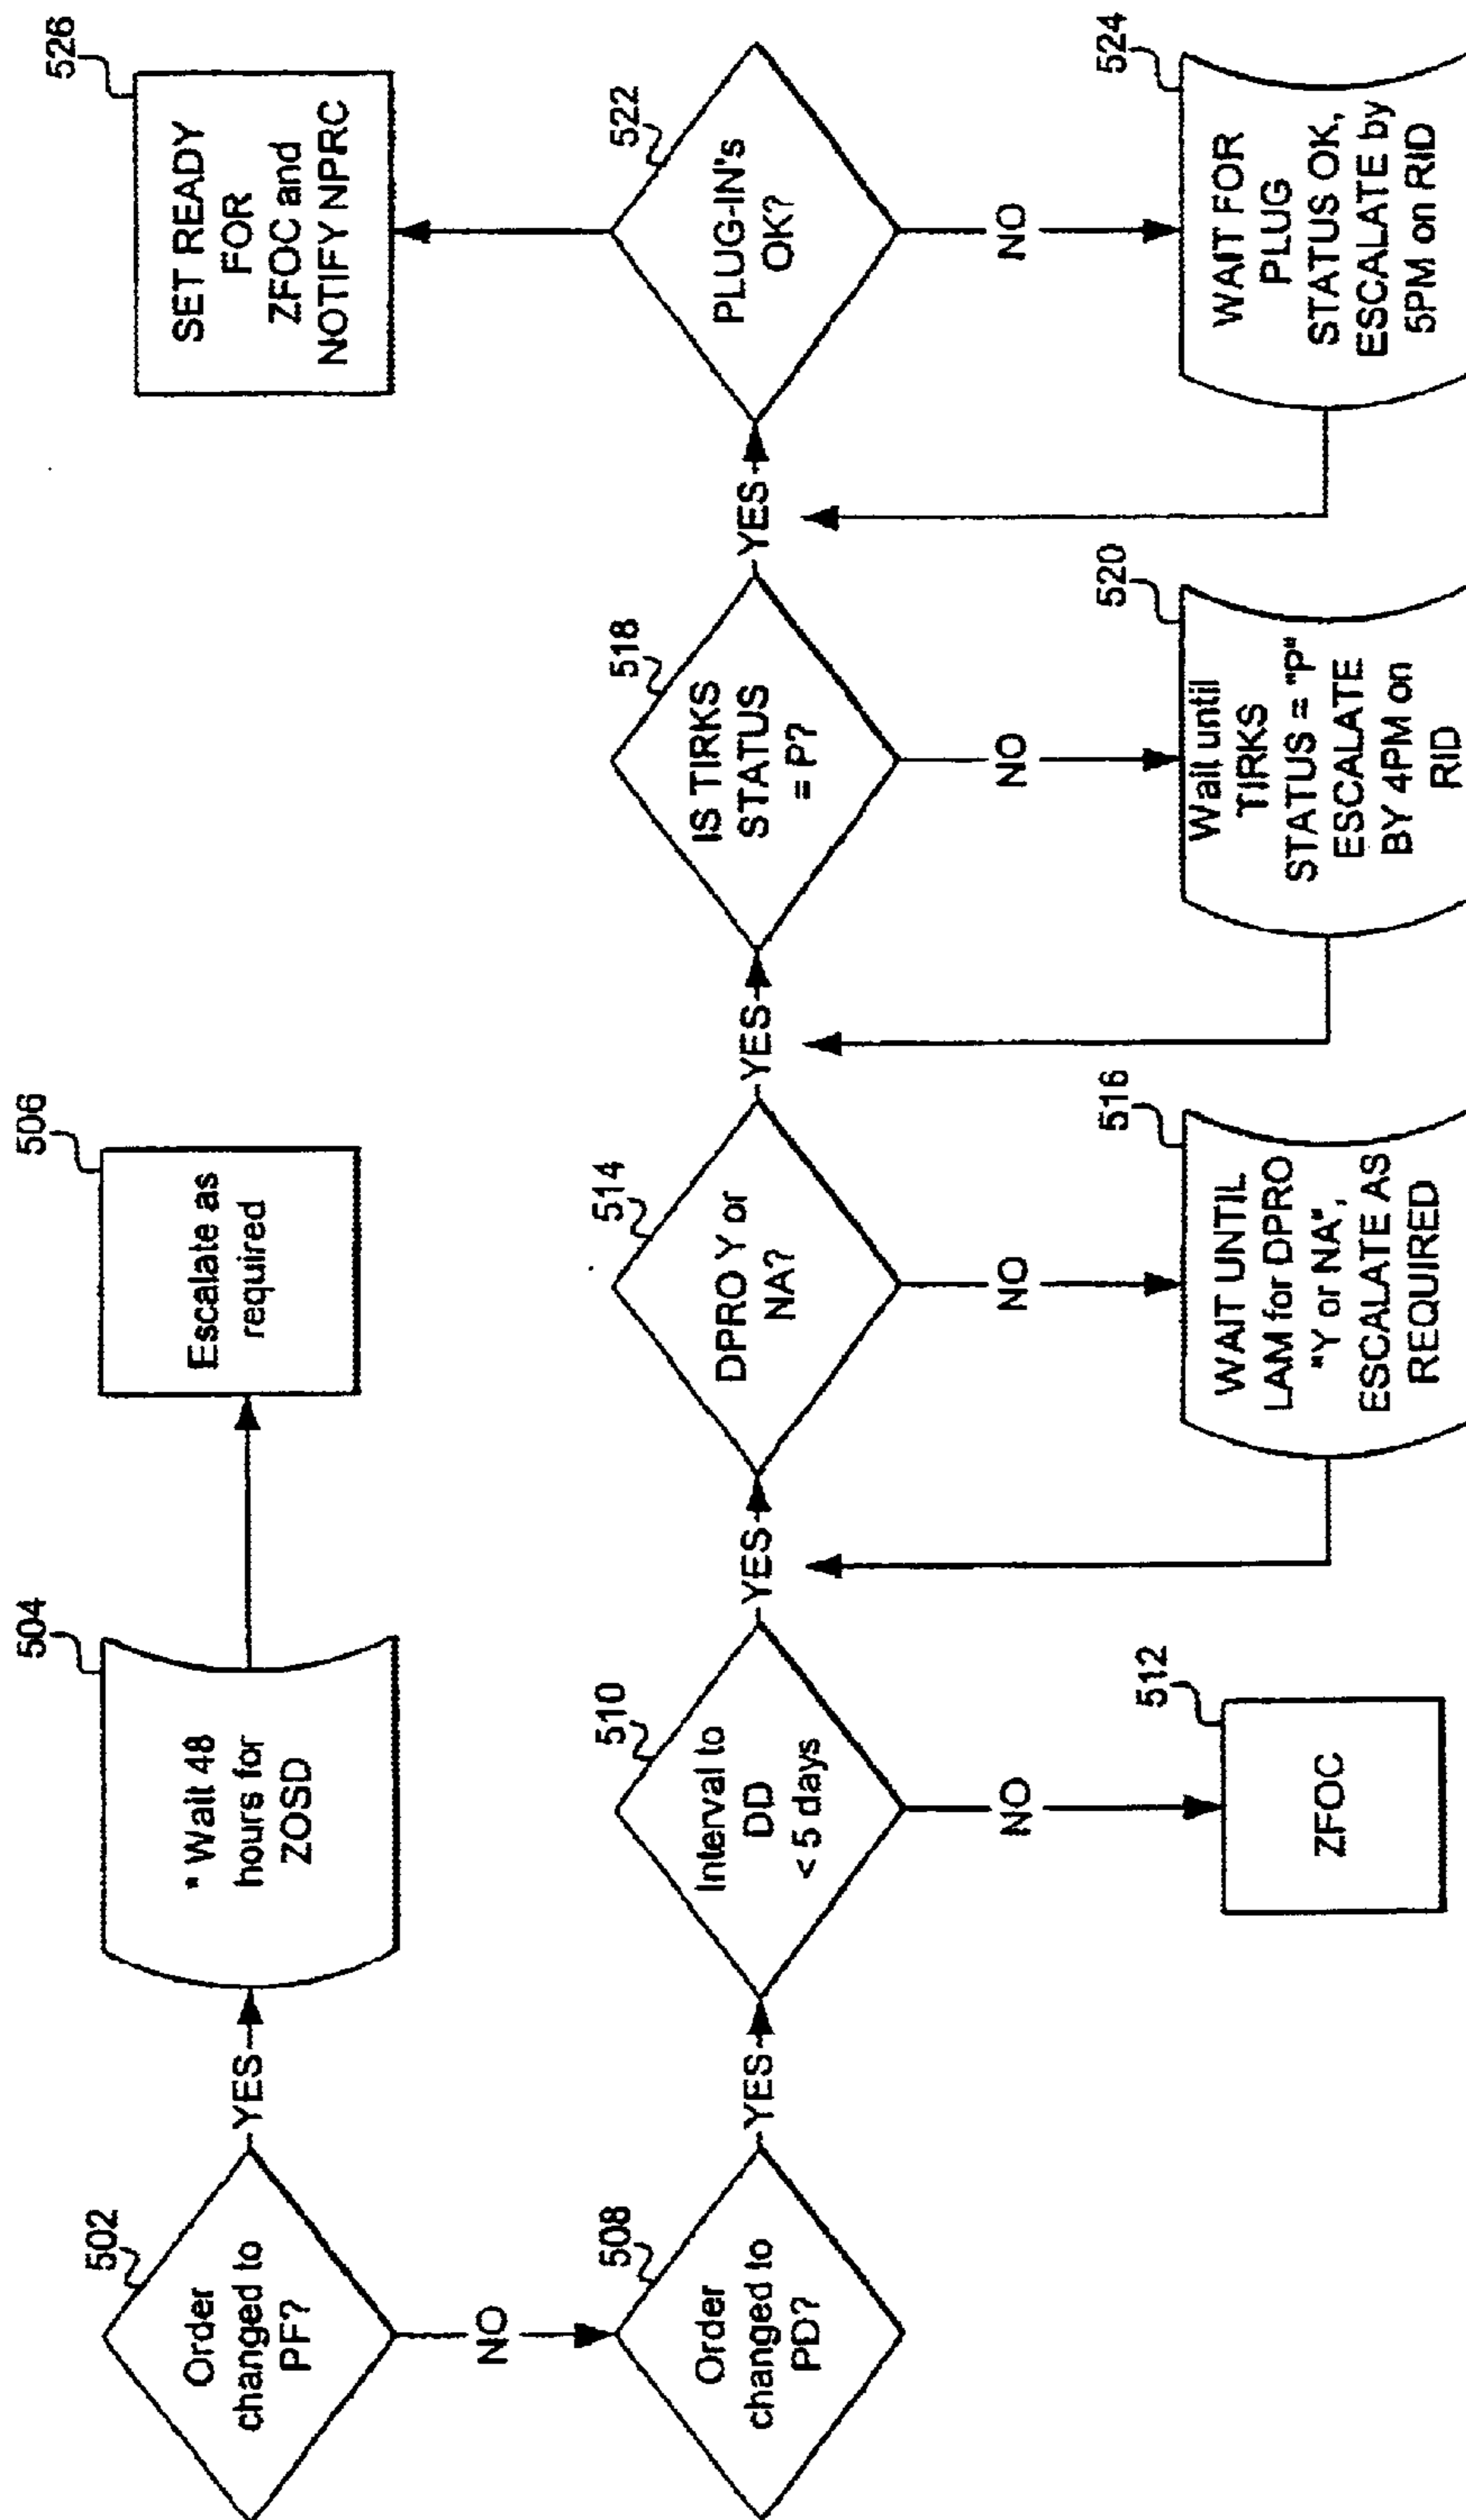 502
Order
changed to
PF?
YES
504
* Wait 48
hours for
ZOSD
506
Escalate as
required
NO
508
Order
changed to
PD?
YES
510
Interval to
DD
< 5 days
NO
512
ZFOC
YES
514
DPRO Y or
NA?
NO
516
WAIT UNTIL
LAM for DPRO
"Y or NA",
ESCALATE AS
REQUIRED
YES
518
IS TIRKS
STATUS
= P?
NO
520
Wait until
TIRKS
STATUS = "P"
ESCALATE
BY 4PM on
RID
YES
522
PLUG-IN's
OK?
NO
524
WAIT FOR
PLUG
STATUS OK,
ESCALATE by
5PM on RID
526
SET READY
FOR
ZFOC and
NOTIFY NPRC